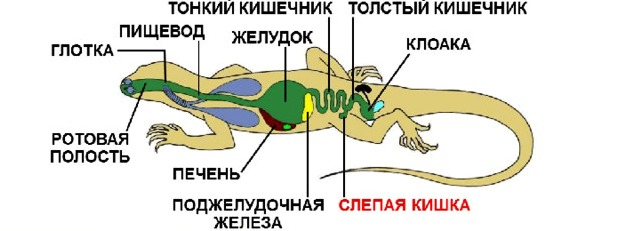 ТОНКИЙ КИШЕЧНИК
ТОЛСТЫЙ КИШЕЧНИК
ПИЩЕВОД
ЖЕЛУДОК
ГЛОТКА
КЛОАКА
РОТОВАЯ
ПОЛОСТЬ
ПЕЧЕНЬ
ПОДЖЕЛУДОЧНАЯ
ЖЕЛЕЗА
СЛЕПАЯ КИШКА